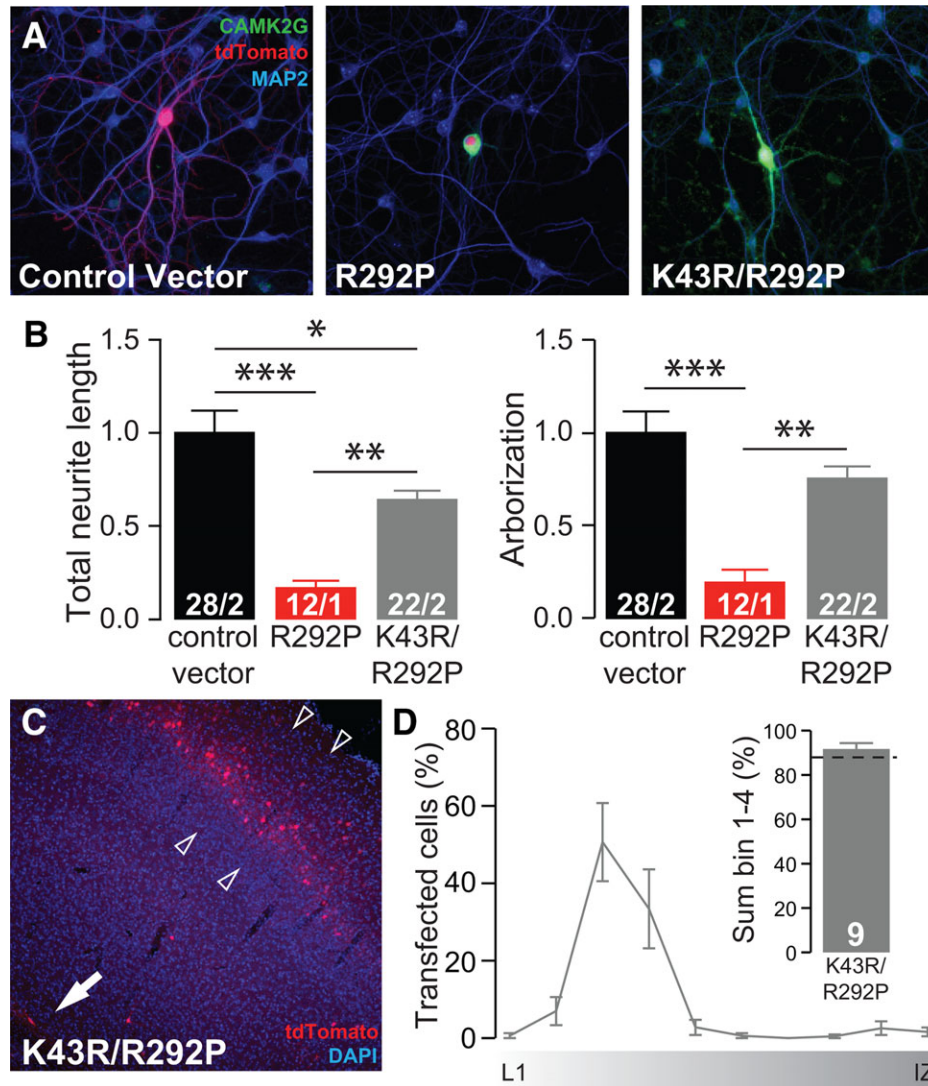 A
CAMK2G
tdTomato
MAP2
Control Vector
R292P
K43R/R292P
B
Total neurite length
1.5
1.0
0.5
0.0
*
***
**
28/2
12/1
22/2
control
vector
R292P
K43R/
R292P
Arborization
1.5
1.0
0.5
0.0
***
**
28/2
12/1
22/2
control
vector
R292P
K43R/
R292P
C
K43R/R292P
tdTomato
DAPI
D
Transfected cells (%)
80
60
40
20
0
L1
IZ
Sum bin 1-4 (%)
100
80
60
40
20
0
9
K43R/
R292P